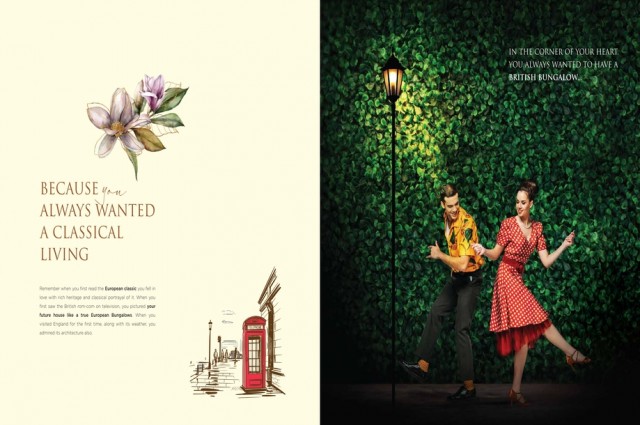 BECAUSE you
ALWAYS WANTED
A CLASSICAL
LIVING
Remember when you first read the European classic you fell in
love with rich heritage and classical portrayal of it. When you
first saw the British rom-com on television, you pictured your
future house like a true European Bungalows. When you
visited England for the first time, along with its weather, you
admired its architecture also.
IN THE CORNER OF YOUR HEART
YOU ALWAYS WANTED TO HAVE A
BRITISH BUNGALOW.